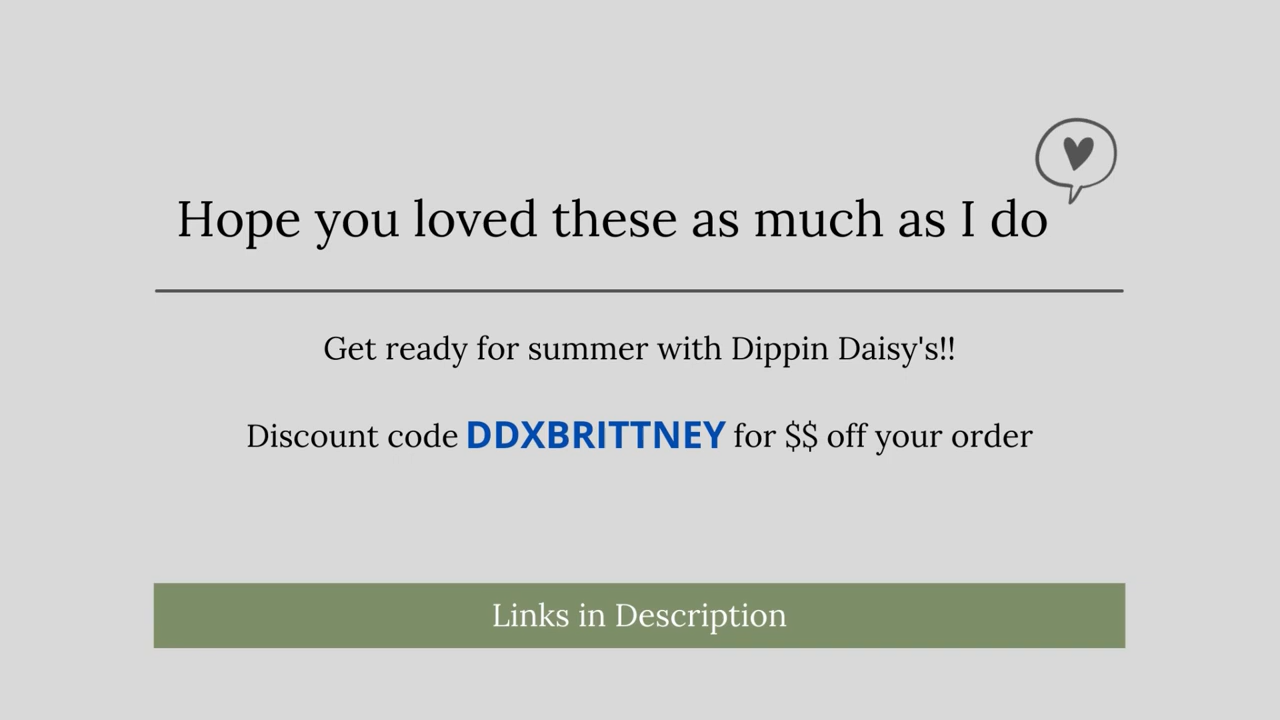 Hope you loved these as much as I do
Get ready for summer with Dippin Daisy's!!
Discount code DDXBRITTNEY for $$ off your order
Links in Description